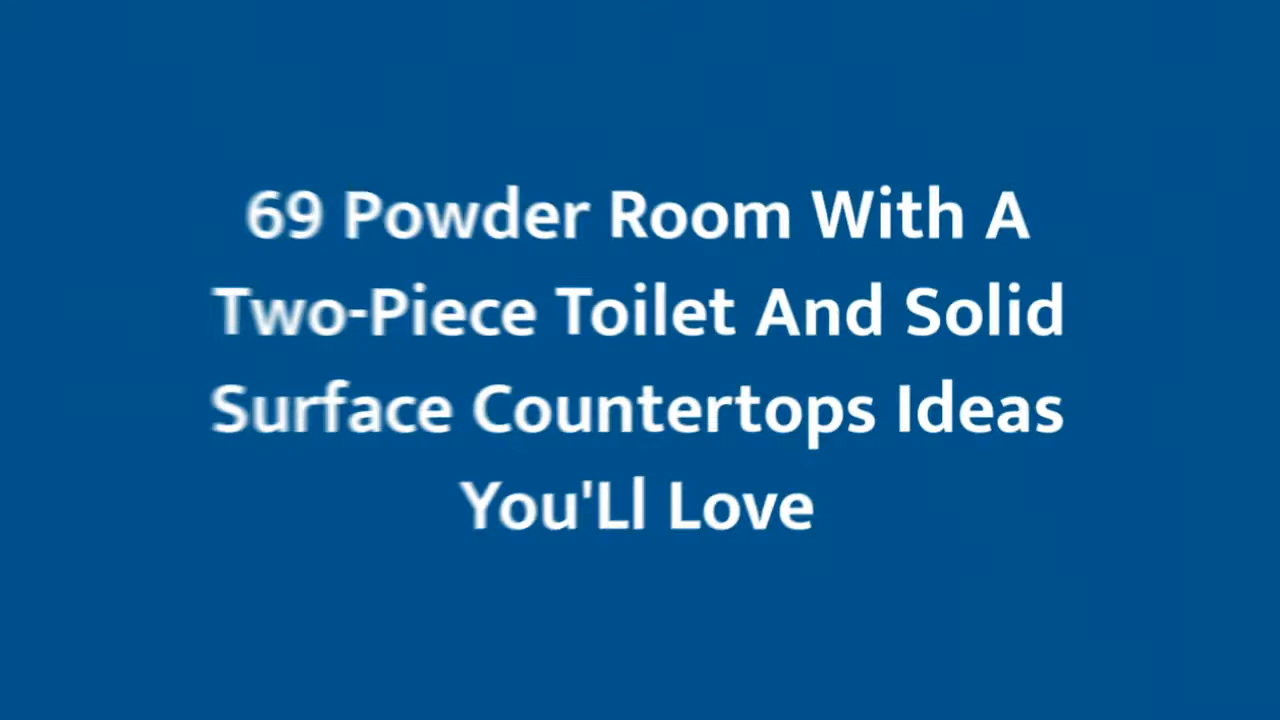 69 Powder Room With A
Two-Piece Toilet And Solid
Surface Countertops Ideas
You'Ll Love